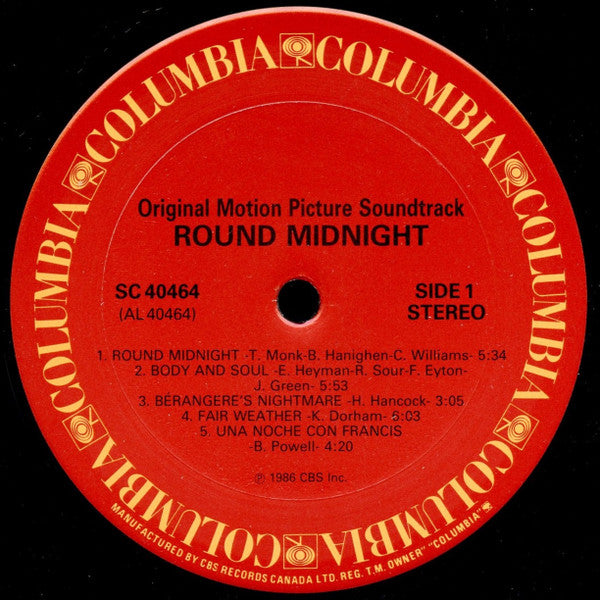 COLUMBIA COLUMBIA COLUMBIA COLUMBIA COLUMBIA COLUMBIA
Original Motion Picture Soundtrack
ROUND MIDNIGHT
SC 40464 SIDE 1
(AL 40464) STEREO
1. ROUND MIDNIGHT -T. Monk-B. Hanighen-C. Williams- 5:34
2. BODY AND SOUL -E. Heyman-R. Sour-F. Eyton-
J. Green- 5:53
3. BÉRANGERE'S NIGHTMARE -H. Hancock- 3:05
4. FAIR WEATHER -K. Dorham- 5:03
5. UNA NOCHE CON FRANCIS
-B. Powell- 4:20
℗ 1986 CBS Inc.
MANUFACTURED BY CBS RECORDS CANADA LTD. REG. T.M. OWNER "COLUMBIA"